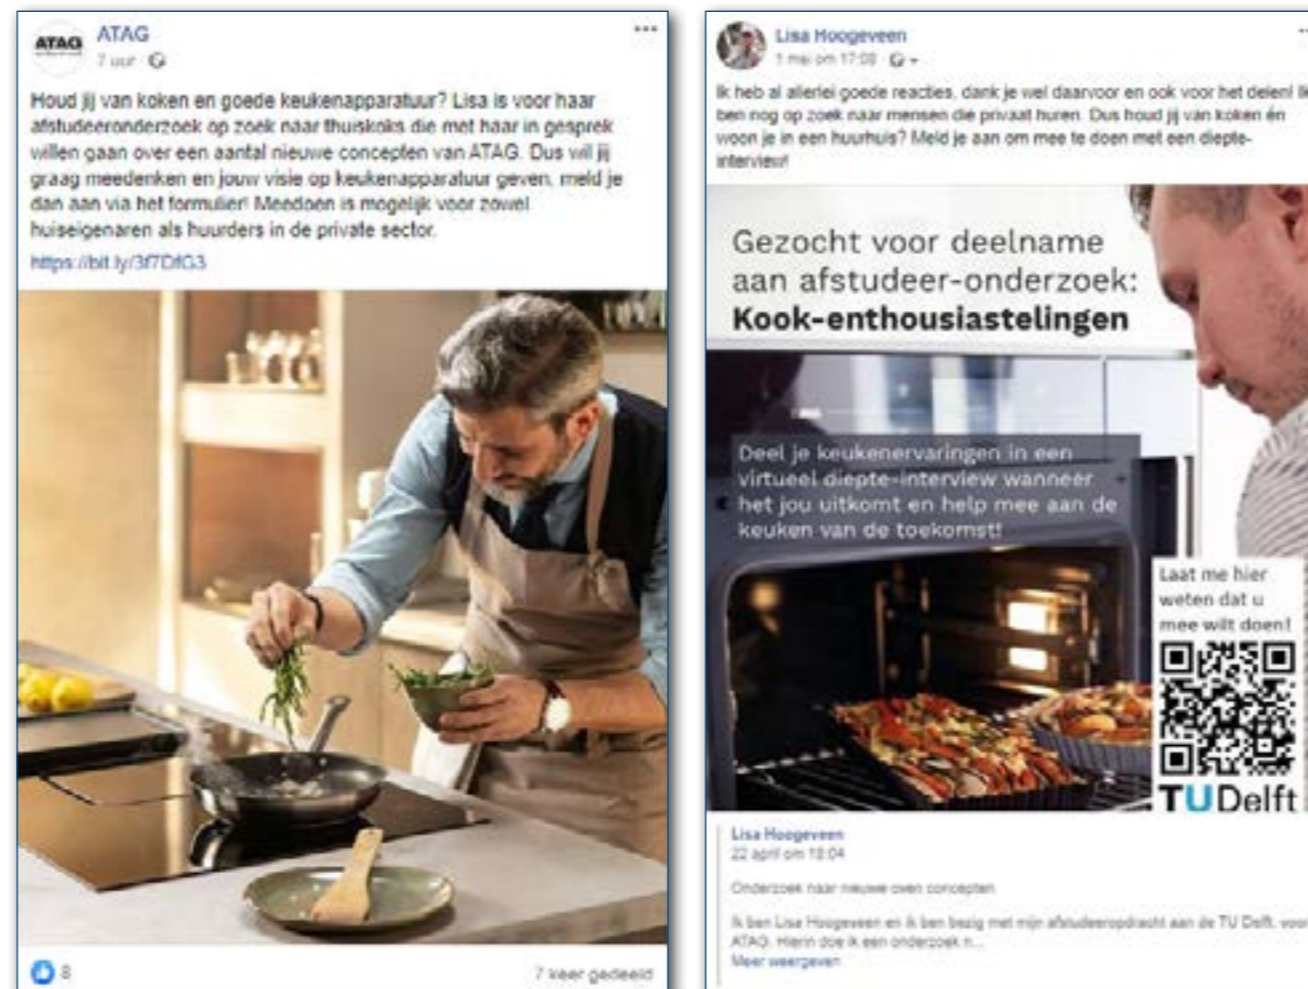 ATAG
ATAG
7 uur
Houd jij van koken en goede keukenapparatuur? Lisa is voor haar
afstudeeronderzoek op zoek naar thuiskoks die met haar in gesprek
willen gaan over een aantal nieuwe concepten van ATAG. Dus wil jij
graag meedenken en jouw visie op keukenapparatuur geven, meld je
dan aan via het formulier! Meedoen is mogelijk voor zowel
huiseigenaren als huurders in de private sector.
https://bit.ly/3f7DfG3
8
7 keer gedeeld
Lisa Hoogeveen
1 mei om 17:09
Ik heb al allerlei goede reacties, dank je wel daarvoor en ook voor het delen! Ik
ben nog op zoek naar mensen die privaat huren. Dus houd jij van koken én
woon je in een huurhuis? Meld je aan om mee te doen met een diepte-
interview!
Gezocht voor deelname
aan afstudeer-onderzoek:
Kook-enthousiastelingen
Deel je keukenervaringen in een
virtueel diepte-interview wanneer
het jou uitkomt en help mee aan de
keuken van de toekomst!
Laat me hier
weten dat u
mee wilt doen!
TU Delft
Lisa Hoogeveen
22 april om
Onderzoek naar nieuwe oven concepten
Ik ben Lisa Hoogeveen en ik ben bezig met mijn afstudeeropdracht aan de TU Delft, voor
ATAG. Hierin doe ik een onderzoek n...
Meer weergeven